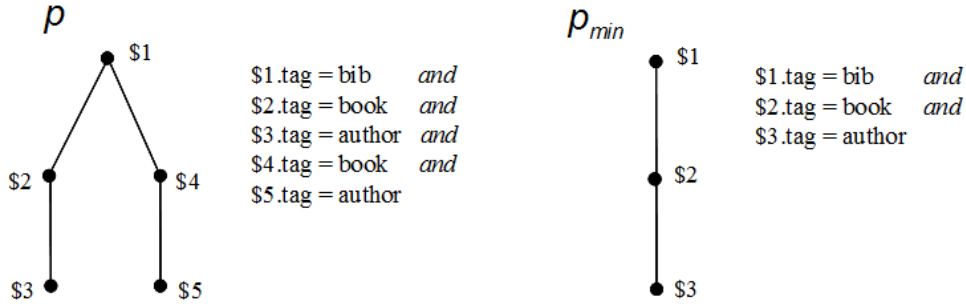 p
$1
$2
$4
$3
$5
$1.tag = bib and
$2.tag = book and
$3.tag = author and
$4.tag = book and
$5.tag = author
pmin
$1
$2
$3
$1.tag = bib and
$2.tag = book and
$3.tag = author